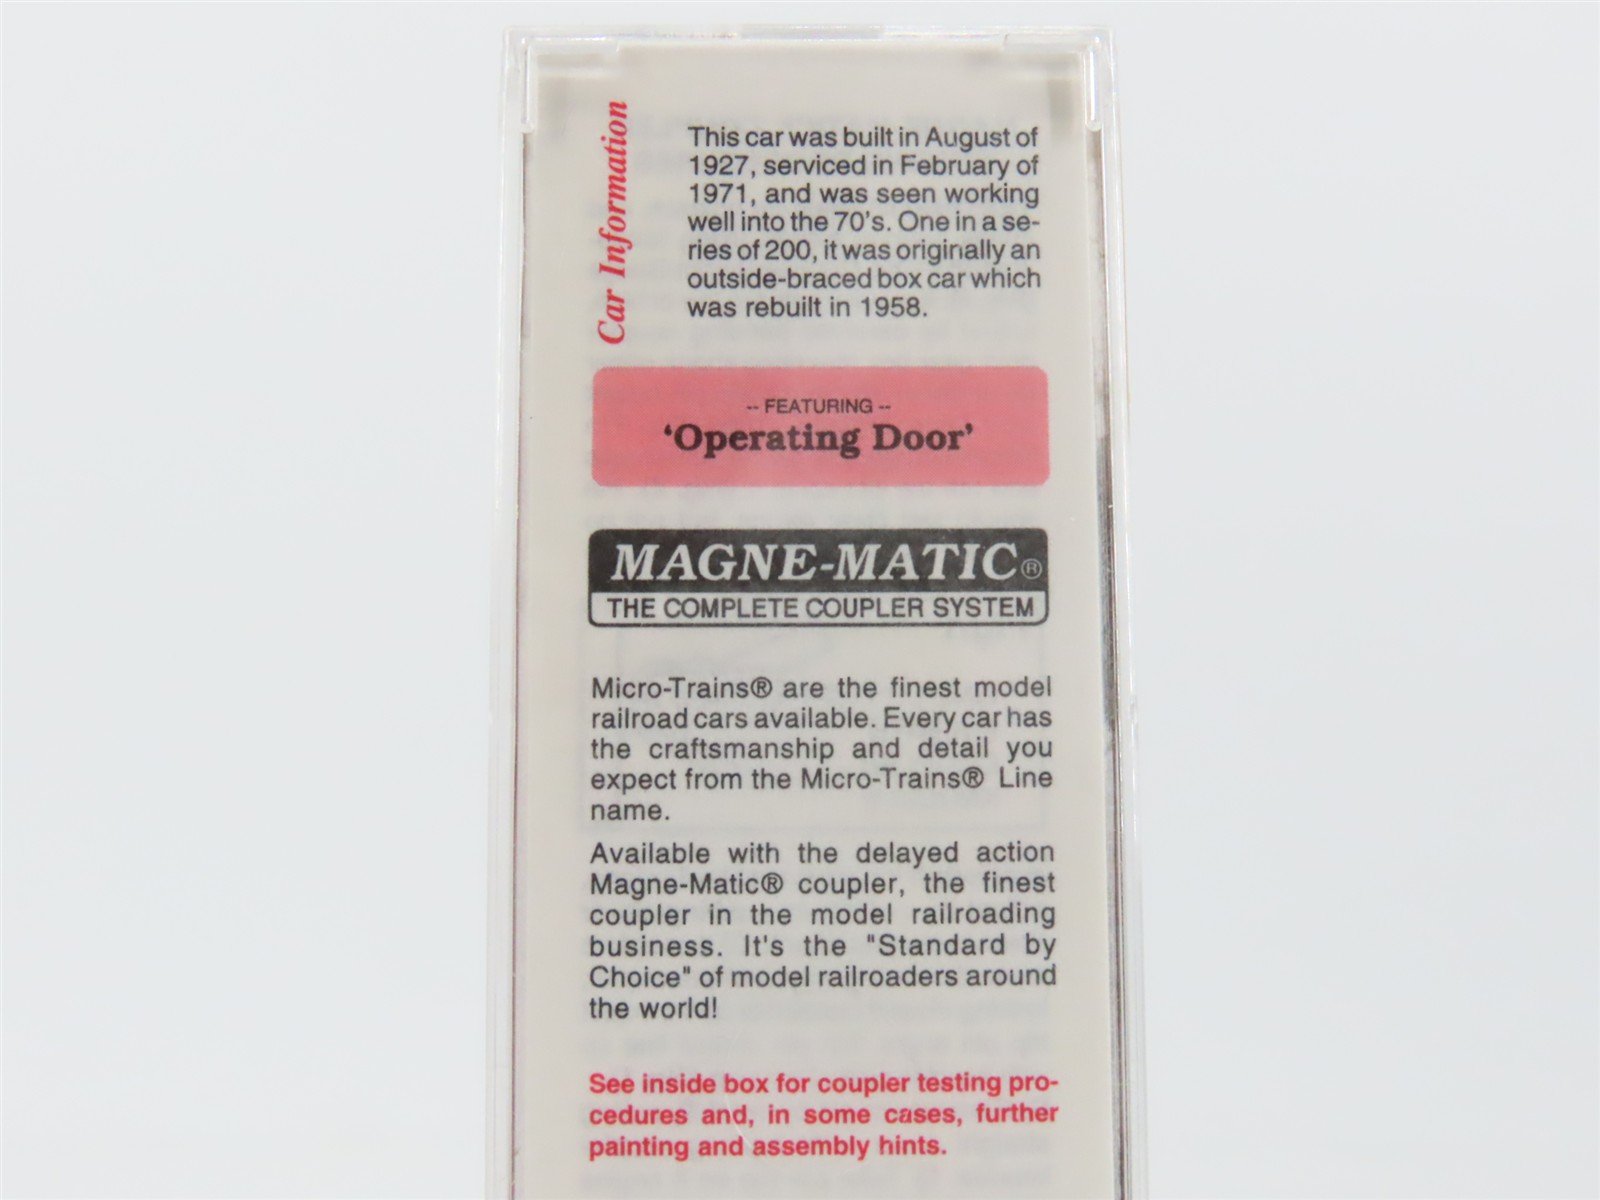 Car Information
This car was built in August of
1927, serviced in February of
1971, and was seen working
well into the 70's. One in a se-
ries of 200, it was originally an
outside-braced box car which
was rebuilt in 1958.
-- FEATURING --
'Operating Door'
MAGNE-MATIC®
THE COMPLETE COUPLER SYSTEM
Micro-Trains® are the finest model
railroad cars available. Every car has
the craftsmanship and detail you
expect from the Micro-Trains® Line
name.
Available with the delayed action
Magne-Matic® coupler, the finest
coupler in the model railroading
business. It's the "Standard by
Choice" of model railroaders around
the world!
See inside box for coupler testing pro-
cedures and, in some cases, further
painting and assembly hints.